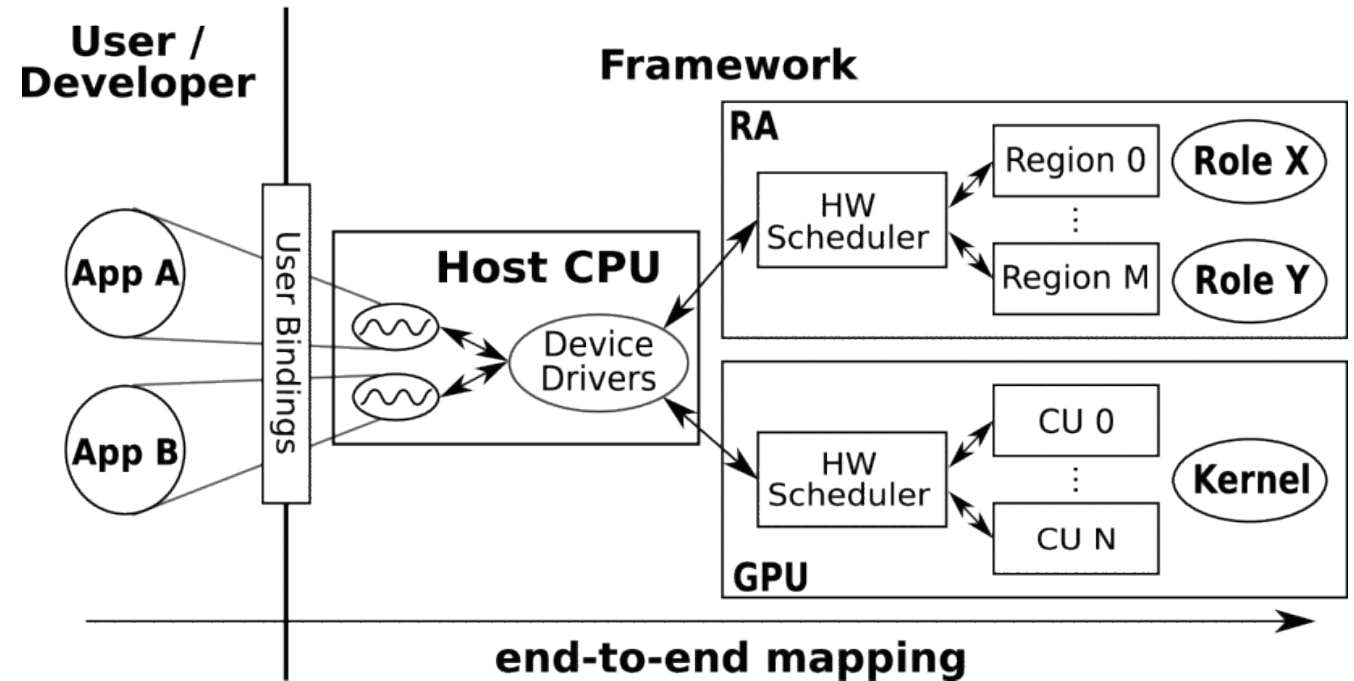 User /
Developer
Framework
App A
App B
User Bindings
Host CPU
Device
Drivers
RA
HW
Scheduler
Region 0
⋮
Region M
Role X
Role Y
HW
Scheduler
CU 0
⋮
CU N
Kernel
GPU
end-to-end mapping